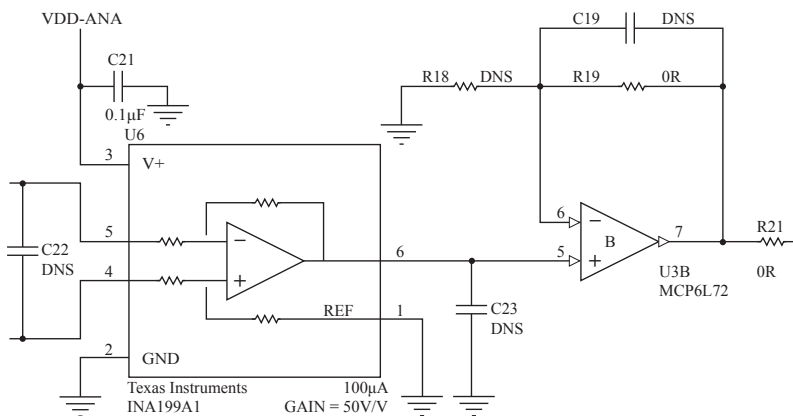 VDD-ANA
C21
0.1μF
U6
3
V+
5
C22
DNS
4
6
REF
1
2
GND
Texas Instruments
INA199A1
100μA
GAIN = 50V/V
C23
DNS
C19
DNS
R18
DNS
R19
0R
6
B
7
5
U3B
MCP6L72
R21
0R